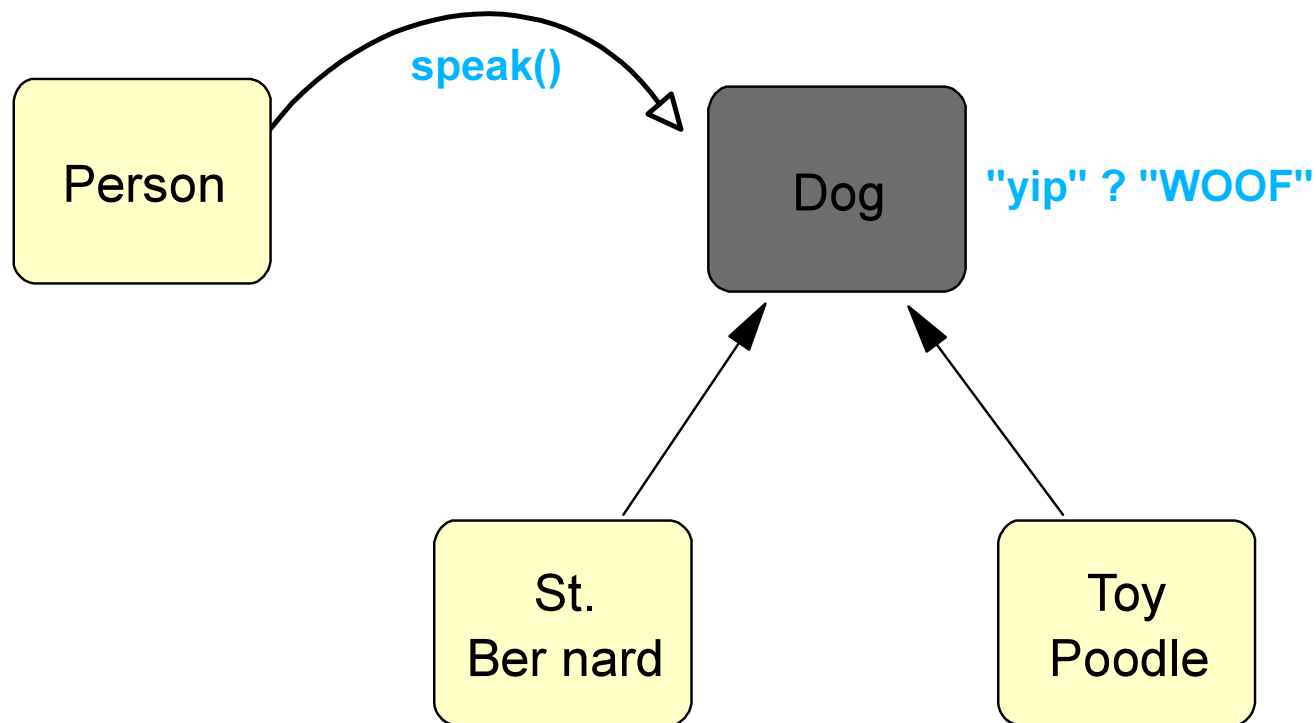 speak()
Person
Dog
"yip" ? "WOOF"
St.
Ber nard
Toy
Poodle